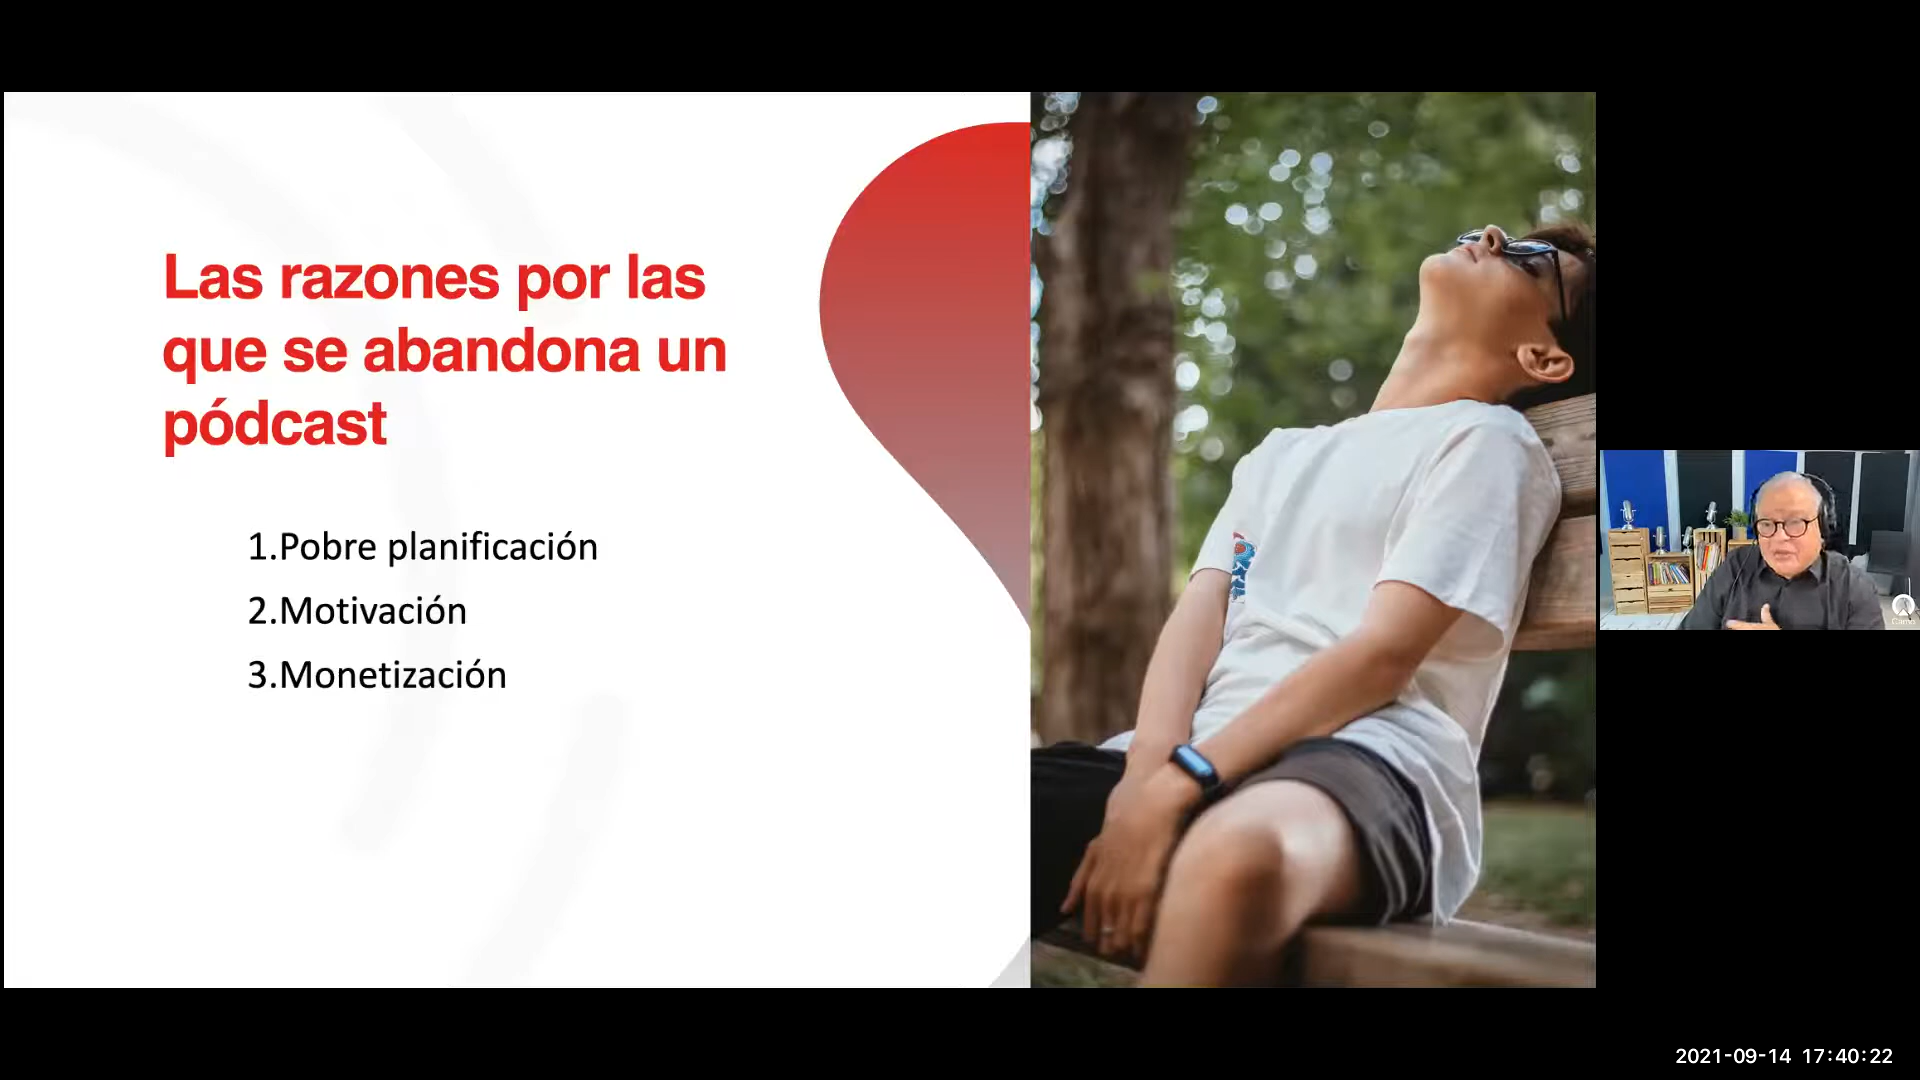 Las razones por las
que se abandona un
pódcast
1.Pobre planificación
2.Motivación
3.Monetización
Camo
2021-09-14 17:40:22